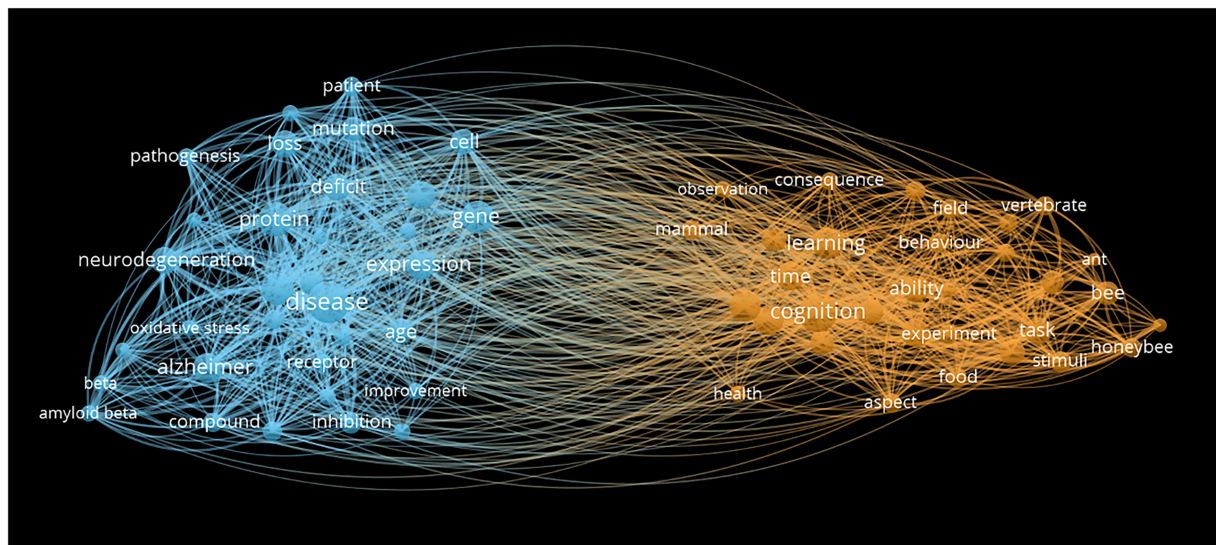 patient
mutation
loss
cell
pathogenesis
deficit
protein
gene
neurodegeneration
expression
disease
oxidative stress
age
alzheimer
receptor
beta
improvement
amyloid beta
compound
inhibition
observation
consequence
mammal
field
vertebrate
learning
behaviour
time
ant
ability
bee
cognition
experiment
task
honeybee
stimuli
food
health
aspect